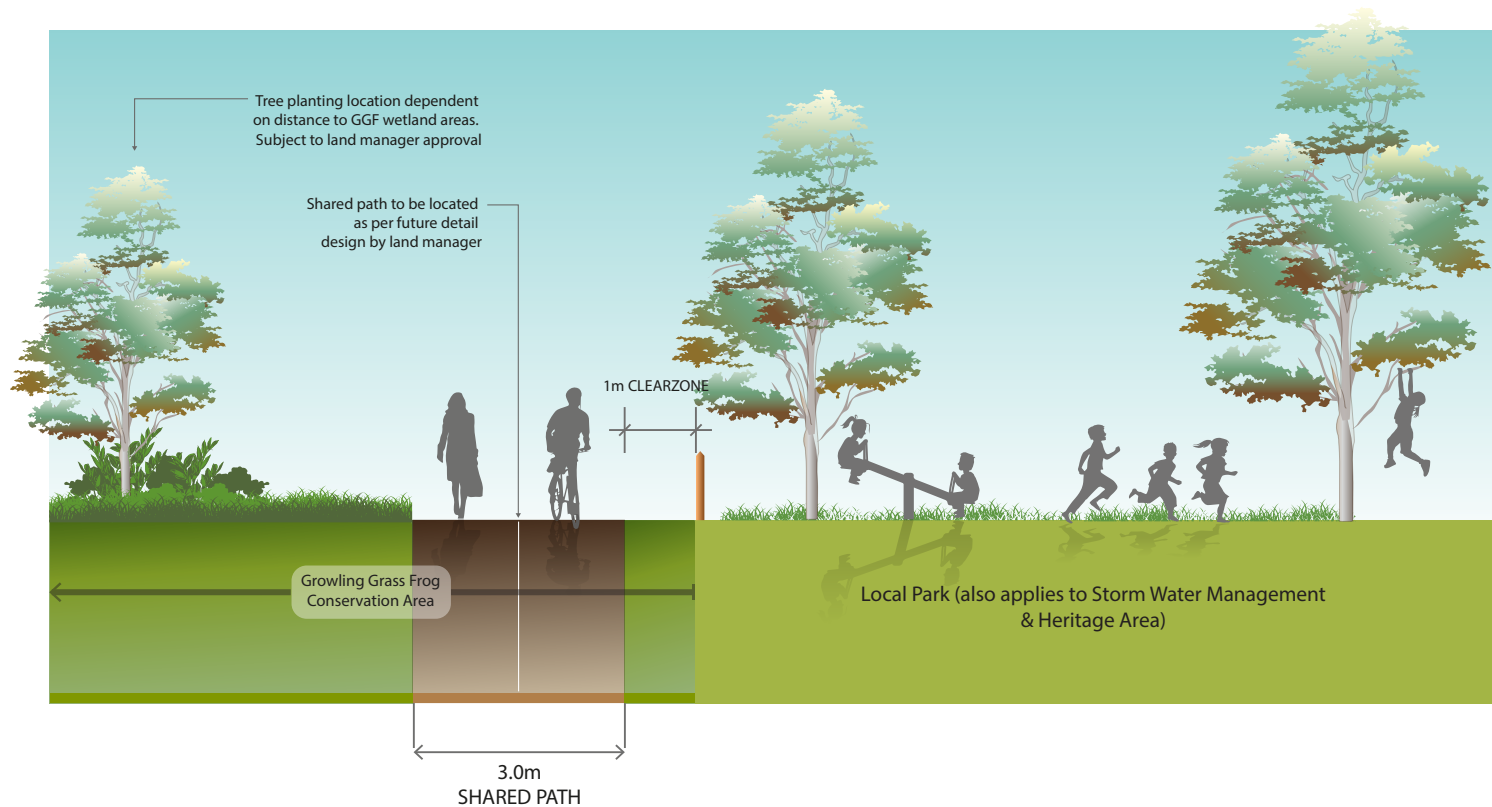 Tree planting location dependent
on distance to GGF wetland areas.
Subject to land manager approval
Shared path to be located
as per future detail
design by land manager
1m CLEARZONE
Growling Grass Frog
Conservation Area
Local Park (also applies to Storm Water Management
& Heritage Area)
3.0m
SHARED PATH